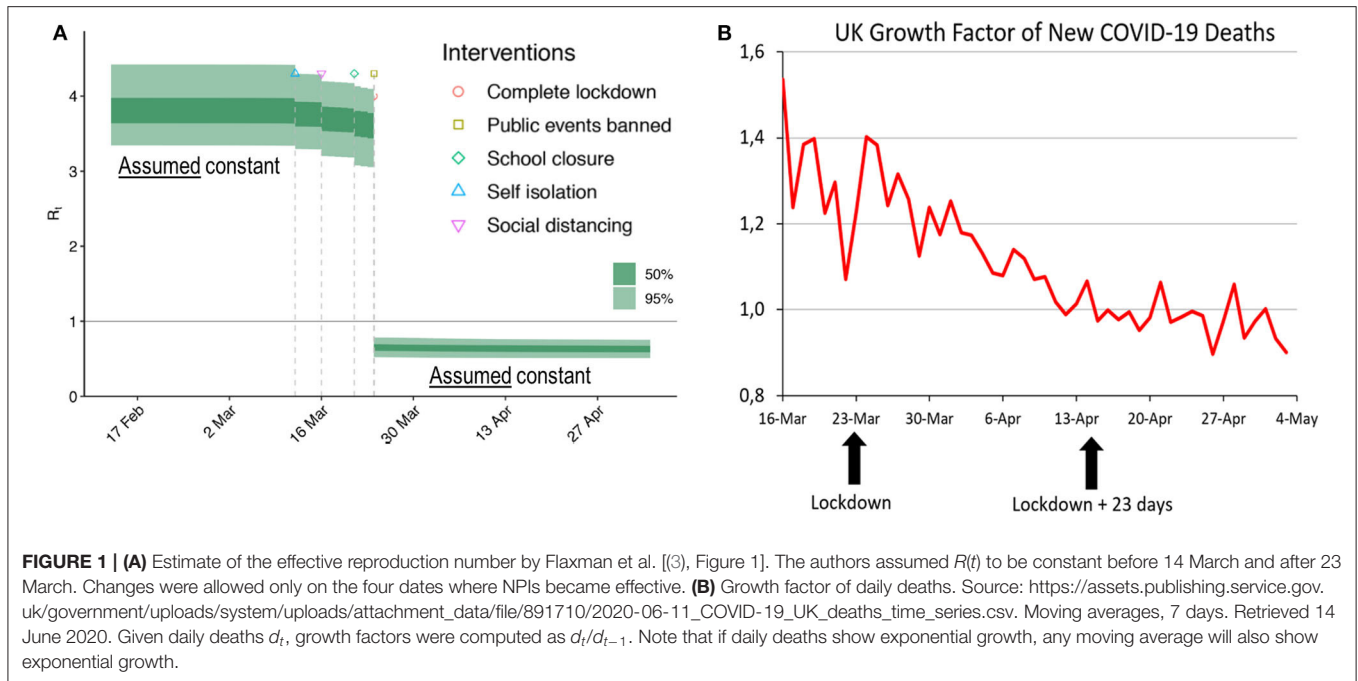 A
Interventions
Complete lockdown
Public events banned
School closure
Self isolation
Social distancing
50%
95%
Assumed constant
Assumed constant
Rt
4
3
2
1
0
17 Feb
2 Mar
16 Mar
30 Mar
13 Apr
27 Apr
B
UK Growth Factor of New COVID-19 Deaths
1,6
1,4
1,2
1,0
0,8
16-Mar
23-Mar
30-Mar
6-Apr
13-Apr
20-Apr
27-Apr
4-May
Lockdown
Lockdown + 23 days
FIGURE 1 | (A) Estimate of the effective reproduction number by Flaxman et al. [(3), Figure 1]. The authors assumed R(t) to be constant before 14 March and after 23
March. Changes were allowed only on the four dates where NPIs became effective. (B) Growth factor of daily deaths. Source: https://assets.publishing.service.gov.
uk/government/uploads/system/uploads/attachment_data/file/891710/2020-06-11_COVID-19_UK_deaths_time_series.csv. Moving averages, 7 days. Retrieved 14
June 2020. Given daily deaths dt, growth factors were computed as dt/dt−1. Note that if daily deaths show exponential growth, any moving average will also show
exponential growth.